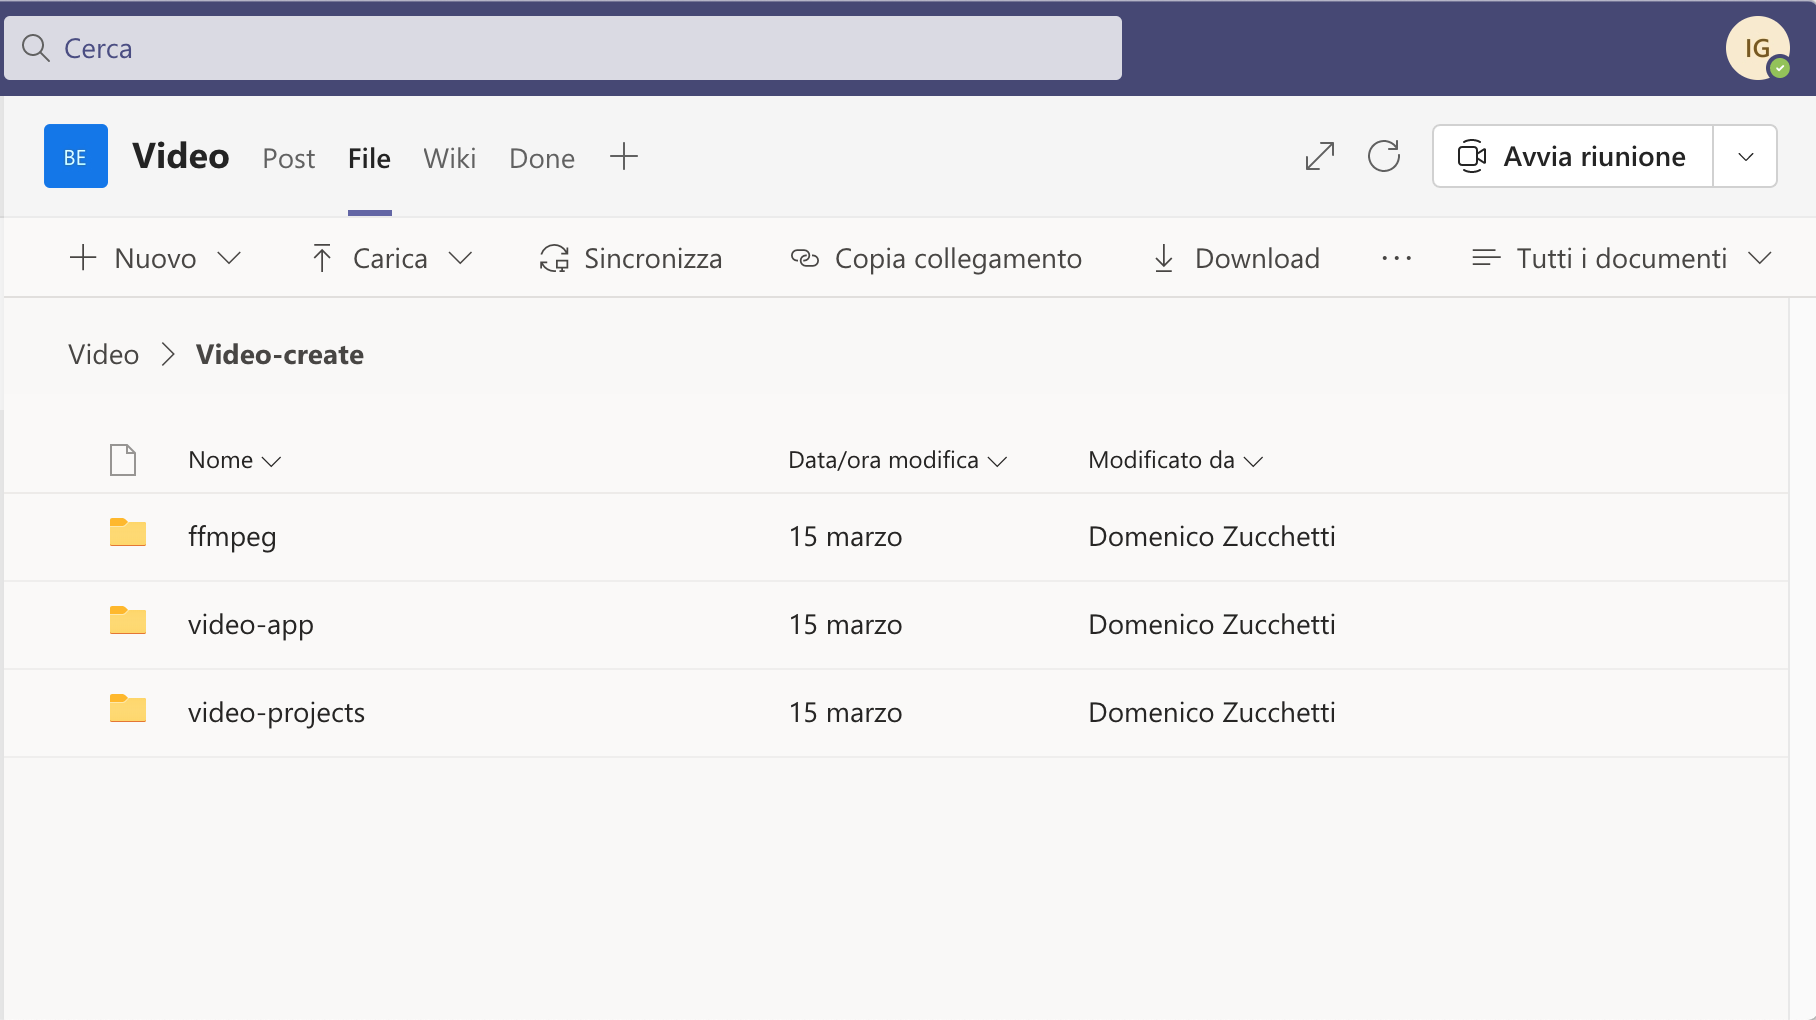 Cerca
IG
BE Video Post File Wiki Done Avvia riunione
Nuovo Carica Sincronizza Copia collegamento Download ... Tutti i documenti
Video > Video-create
Nome Data/ora modifica Modificato da
ffmpeg 15 marzo Domenico Zucchetti
video-app 15 marzo Domenico Zucchetti
video-projects 15 marzo Domenico Zucchetti